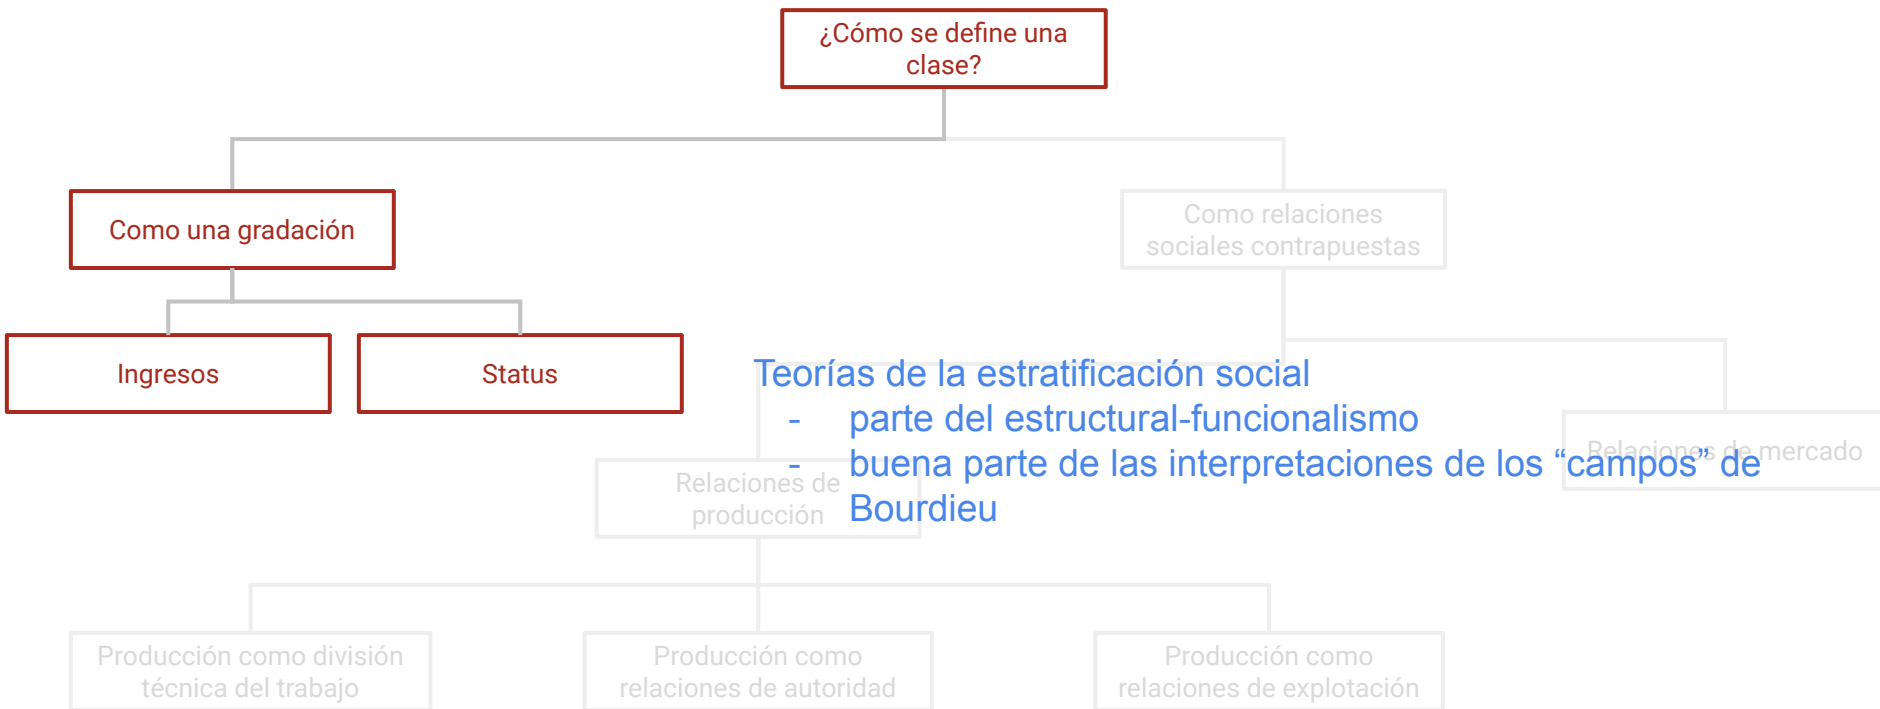 ¿Cómo se define una
clase?
Como una gradación
Como relaciones
sociales contrapuestas
Ingresos
Status
Teorías de la estratificación social
- parte del estructural-funcionalismo
- buena parte de las interpretaciones de los “campos” de
Bourdieu
Relaciones de mercado
Relaciones de
producción
Producción como división
técnica del trabajo
Producción como
relaciones de autoridad
Producción como
relaciones de explotación